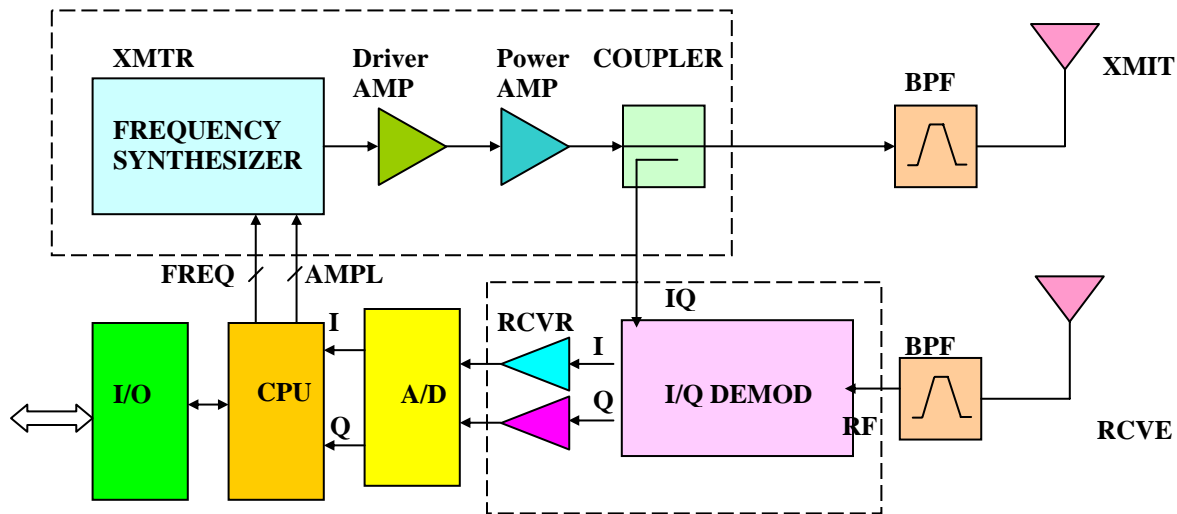 XMTR
Driver
AMP
Power
AMP
COUPLER
XMIT
BPF
FREQUENCY
SYNTHESIZER
FREQ
AMPL
IQ
RCVR
I
I
BPF
I/O
CPU
A/D
I/Q DEMOD
Q
Q
RF
RCVE